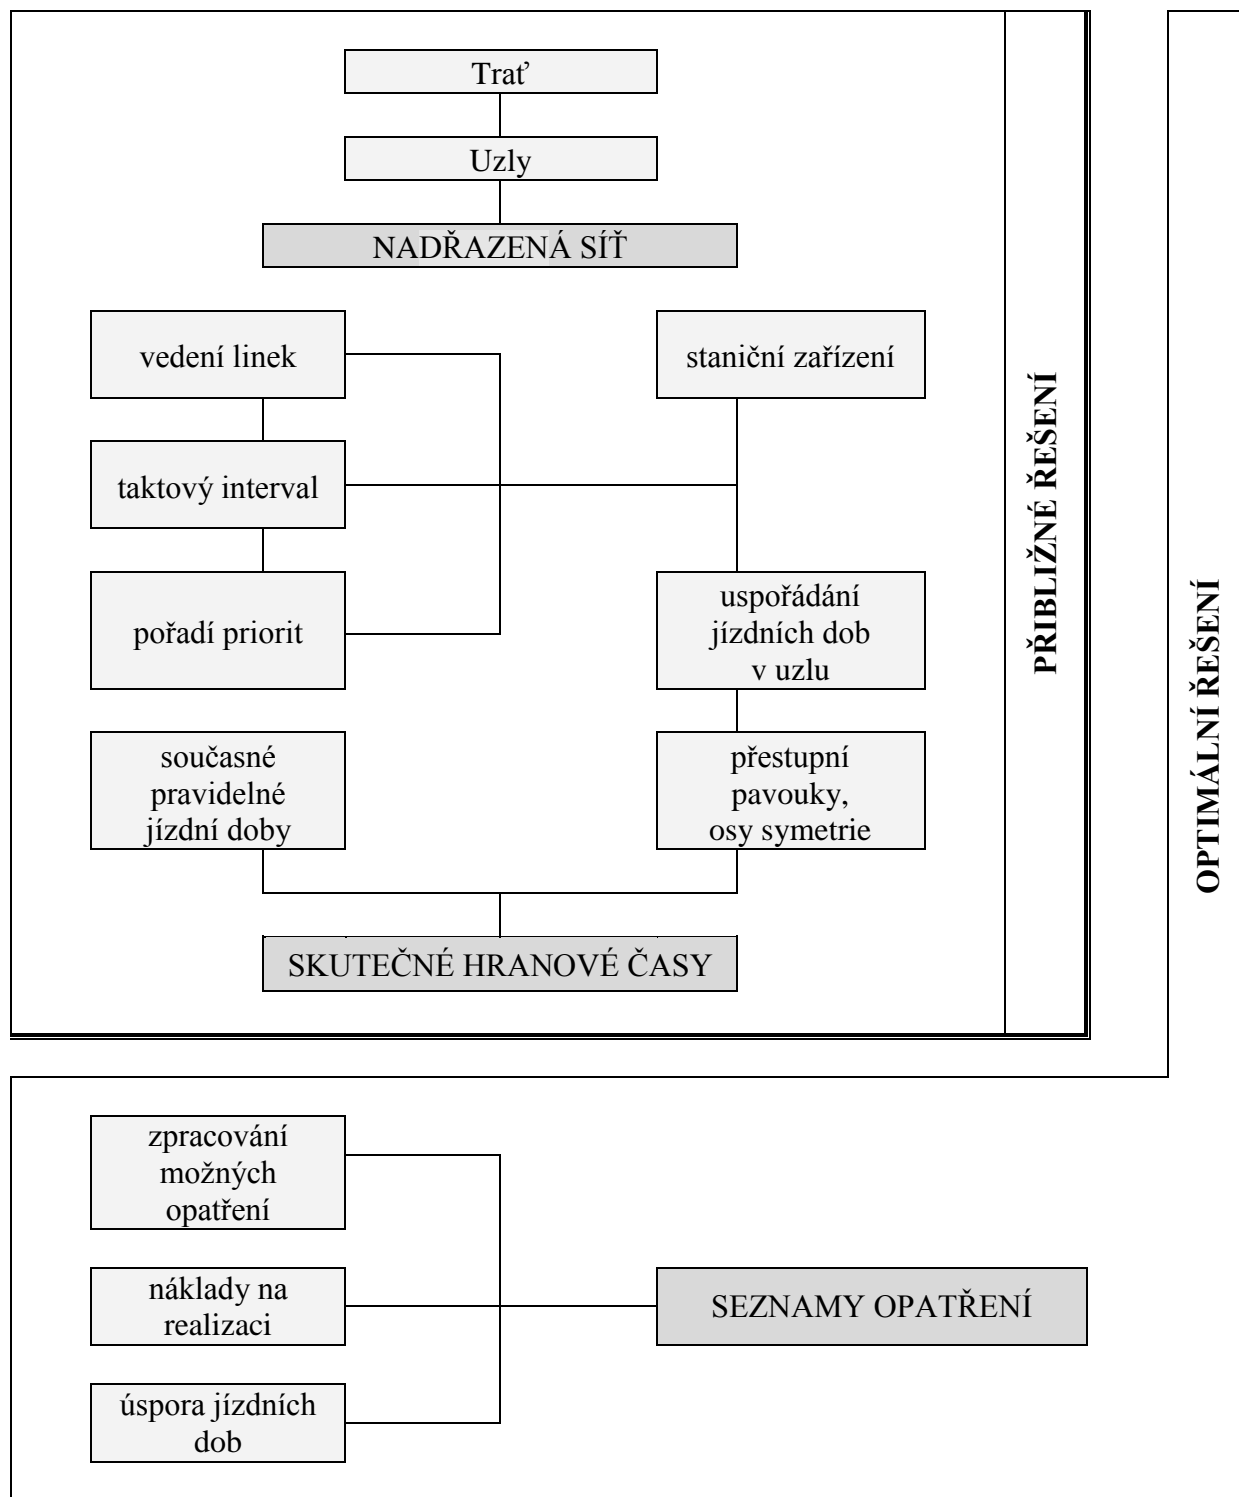 Trať
Uzly
NADŘAZENÁ SÍŤ
vedení linek
staniční zařízení
taktový interval
pořadí priorit
uspořádání
jízdních dob
v uzlu
současné
pravidelné
jízdní doby
přestupní
pavouky,
osy symetrie
SKUTEČNÉ HRANOVÉ ČASY
PŘIBLIŽNÉ ŘEŠENÍ
OPTIMÁLNÍ ŘEŠENÍ
zpracování
možných
opatření
náklady na
realizaci
SEZNAMY OPATŘENÍ
úspora jízdních
dob